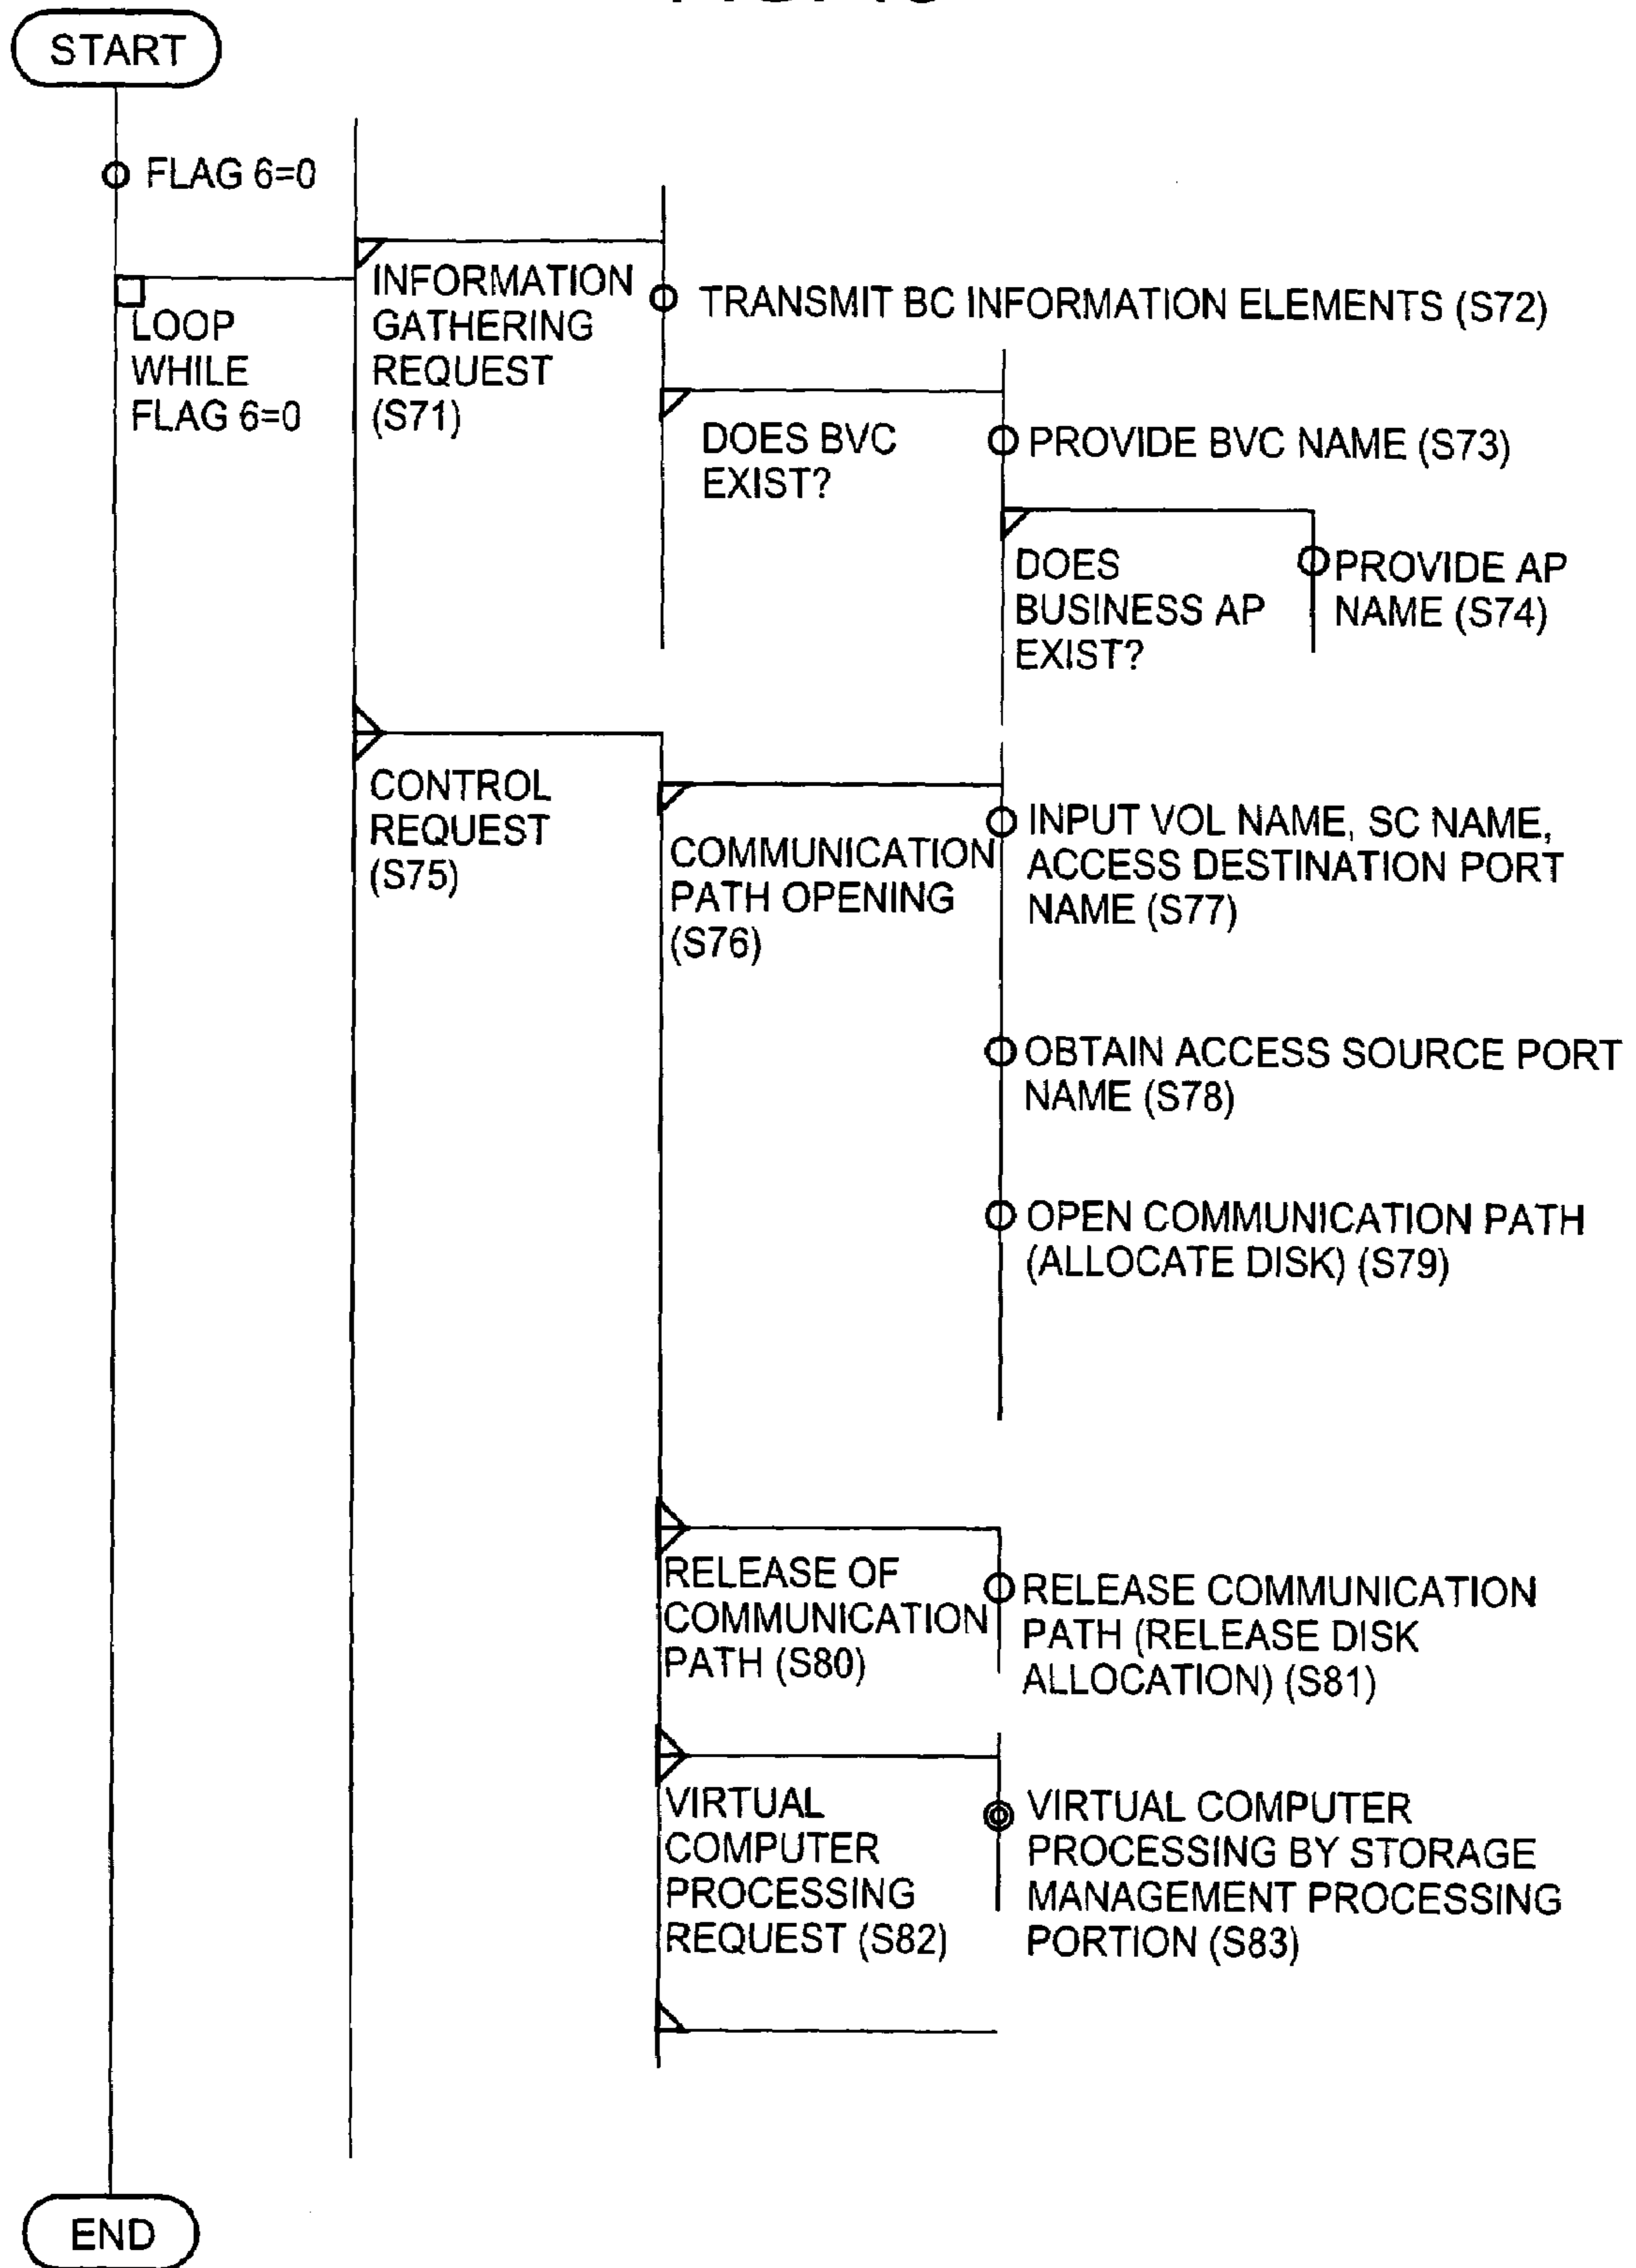 START
FLAG 6=0
LOOP
WHILE
FLAG 6=0
INFORMATION
GATHERING
REQUEST
(S71)
TRANSMIT BC INFORMATION ELEMENTS (S72)
DOES BVC
EXIST?
PROVIDE BVC NAME (S73)
DOES
BUSINESS AP
EXIST?
PROVIDE AP
NAME (S74)
CONTROL
REQUEST
(S75)
COMMUNICATION
PATH OPENING
(S76)
INPUT VOL NAME, SC NAME,
ACCESS DESTINATION PORT
NAME (S77)
OBTAIN ACCESS SOURCE PORT
NAME (S78)
OPEN COMMUNICATION PATH
(ALLOCATE DISK) (S79)
RELEASE OF
COMMUNICATION
PATH (S80)
RELEASE COMMUNICATION
PATH (RELEASE DISK
ALLOCATION) (S81)
VIRTUAL
COMPUTER
PROCESSING
REQUEST (S82)
VIRTUAL COMPUTER
PROCESSING BY STORAGE
MANAGEMENT PROCESSING
PORTION (S83)
END